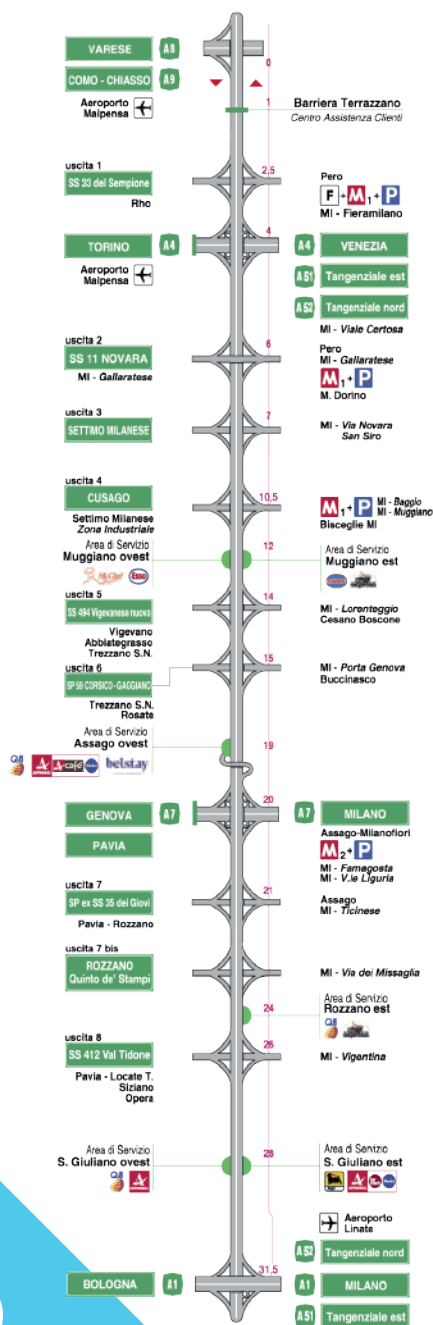 VARESE A8
0
COMO - CHIASSO A9
Aeroporto
Malpensa
1
Barriera Terrazzano
Centro Assistenza Clienti
uscita 1
SS 33 del Sempione
Rho
2,5
Pero
F + M1 + P
MI - Fieramilano
4
TORINO A4
Aeroporto
Malpensa
A4 VENEZIA
A51 Tangenziale est
A52 Tangenziale nord
MI - Viale Certosa
uscita 2
SS 11 NOVARA
MI - Gallaratese
6
Pero
MI - Gallaratese
M1 + P
M. Dorino
uscita 3
SETTIMO MILANESE
7
MI - Via Novara
San Siro
uscita 4
CUSAGO
Settimo Milanese
Zona Industriale
10,5
M1 + P MI - Baggio
MI - Muggiano
Bisceglie MI
Area di Servizio
Muggiano ovest
Esso
12
Area di Servizio
Muggiano est
uscita 5
SS 494 Vigevanese nuova
Vigevano
Abbiategrasso
Trezzano S.N.
14
MI - Lorenteggio
Cesano Boscone
uscita 6
SP 59 CORSICO - GAGGIANO
Trezzano S.N.
Rosate
15
MI - Porta Genova
Buccinasco
Area di Servizio
Assago ovest
Q8 café belstay
19
20
GENOVA A7
PAVIA
A7 MILANO
Assago-Milanofiori
M2 + P
MI - Famagosta
MI - V.le Liguria
uscita 7
SP ex SS 35 dei Giovi
Pavia - Rozzano
21
Assago
MI - Ticinese
uscita 7 bis
ROZZANO
Quinto de' Stampi
MI - Via dei Missaglia
24
Area di Servizio
Rozzano est
Q8
uscita 8
SS 412 Val Tidone
Pavia - Locate T.
Siziano
Opera
26
MI - Vigentina
Area di Servizio
S. Giuliano ovest
Q8
28
Area di Servizio
S. Giuliano est
Aeroporto
Linate
A52 Tangenziale nord
31,5
BOLOGNA A1
A1 MILANO
A51 Tangenziale est